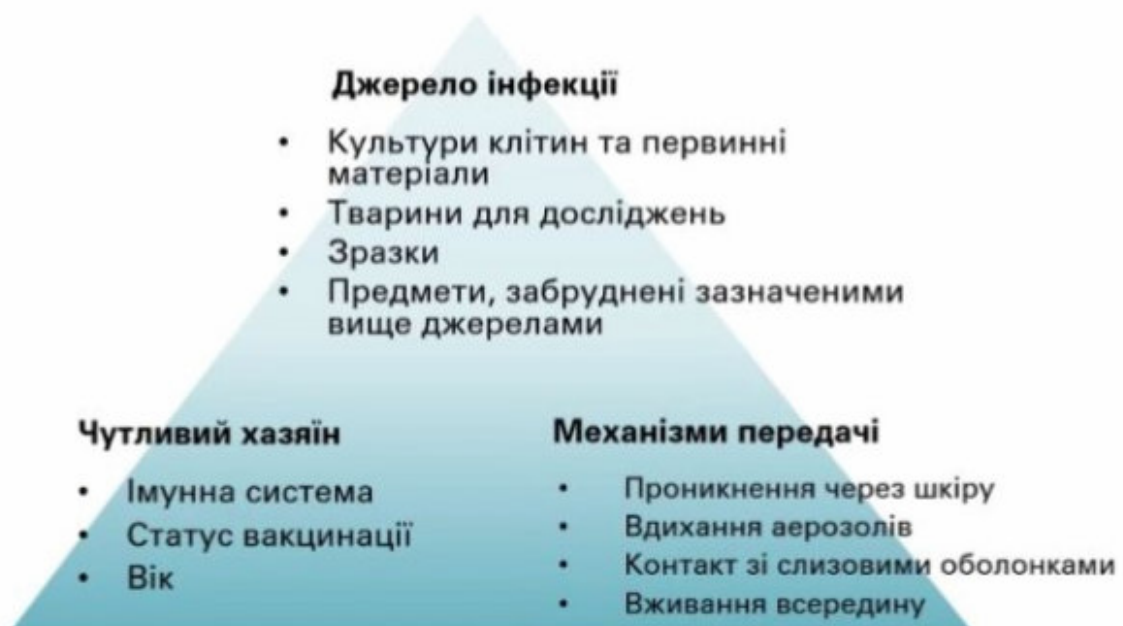 Джерело інфекції
• Культури клітин та первинні
матеріали
• Тварини для досліджень
• Зразки
• Предмети, забруднені зазначеними
вище джерелами
Чутливий хазяїн
• Імунна система
• Статус вакцинації
• Вік
Механізми передачі
• Проникнення через шкіру
• Вдихання аерозолів
• Контакт зі слизовими оболонками
• Вживання всередину